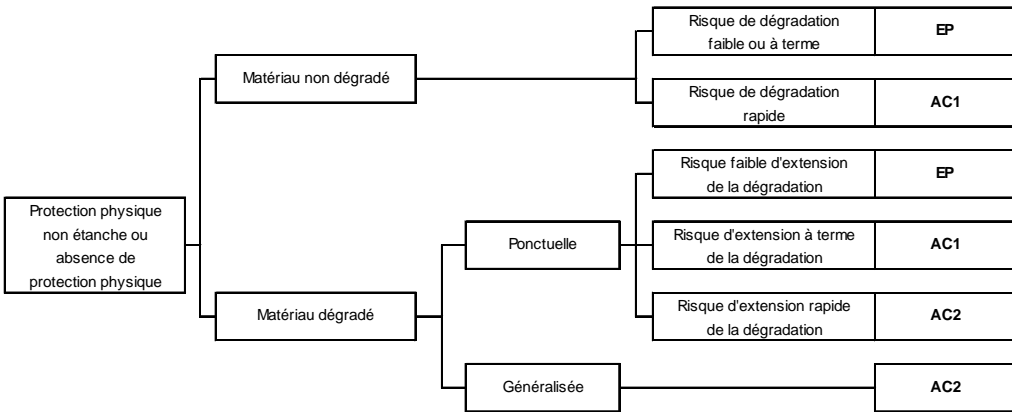 Risque de dégradation
faible ou à terme
EP
Matériau non dégradé
Risque de dégradation
rapide
AC1
Risque faible d'extension
de la dégradation
EP
Protection physique
non étanche ou
absence de
protection physique
Ponctuelle
Risque d'extension à terme
de la dégradation
AC1
Matériau dégradé
Risque d'extension rapide
de la dégradation
AC2
Généralisée
AC2